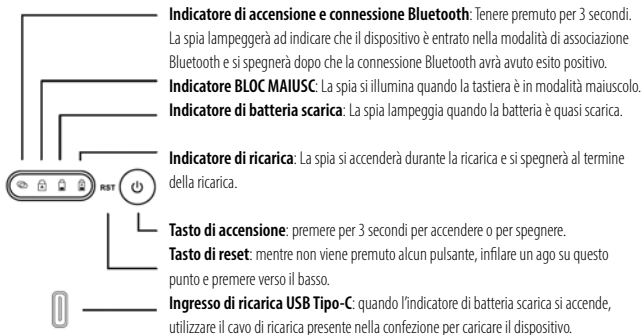 Indicatore di accensione e connessione Bluetooth: Tenere premuto per 3 secondi.
La spia lampeggerà ad indicare che il dispositivo è entrato nella modalità di associazione
Bluetooth e si spegnerà dopo che la connessione Bluetooth avrà avuto esito positivo.
Indicatore BLOC MAIUSC: La spia si illumina quando la tastiera è in modalità maiuscolo.
Indicatore di batteria scarica: La spia lampeggia quando la batteria è quasi scarica.
Indicatore di ricarica: La spia si accenderà durante la ricarica e si spegnerà al termine
della ricarica.
RST
Tasto di accensione: premere per 3 secondi per accendere o per spegnere.
Tasto di reset: mentre non viene premuto alcun pulsante, infilare un ago su questo
punto e premere verso il basso.
Ingresso di ricarica USB Tipo-C: quando l'indicatore di batteria scarica si accende,
utilizzare il cavo di ricarica presente nella confezione per caricare il dispositivo.